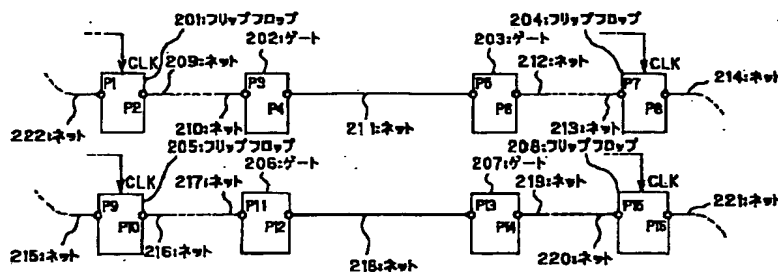 201:フリップフロップ
202:ゲート
203:ゲート
204:フリップフロップ
CLK
209:ネット
212:ネット
CLK
214:ネット
P1
P2
P3
P4
P5
P6
P7
P8
222:ネット
210:ネット
211:ネット
213:ネット
205:フリップフロップ
206:ゲート
207:ゲート
208:フリップフロップ
CLK
217:ネット
219:ネット
CLK
221:ネット
P9
P10
P11
P12
P13
P14
P15
P16
215:ネット
216:ネット
218:ネット
220:ネット